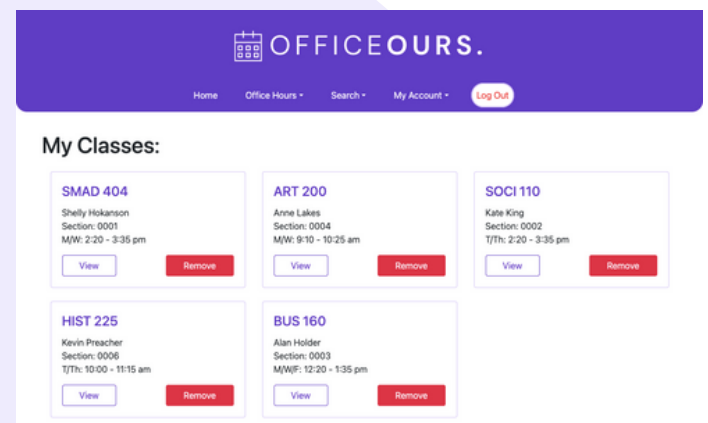 OFFICEOURS.
Home Office Hours Search My Account Log Out
My Classes:
SMAD 404
Shelly Hokanson
Section: 0001
M/W: 2:20 - 3:35 pm
View Remove
ART 200
Anne Lakes
Section: 0004
M/W: 9:10 - 10:25 am
View Remove
SOCI 110
Kate King
Section: 0002
T/Th: 2:20 - 3:35 pm
View Remove
HIST 225
Kevin Preacher
Section: 0006
T/Th: 10:00 - 11:15 am
View Remove
BUS 160
Alan Holder
Section: 0003
M/W/F: 12:20 - 1:35 pm
View Remove